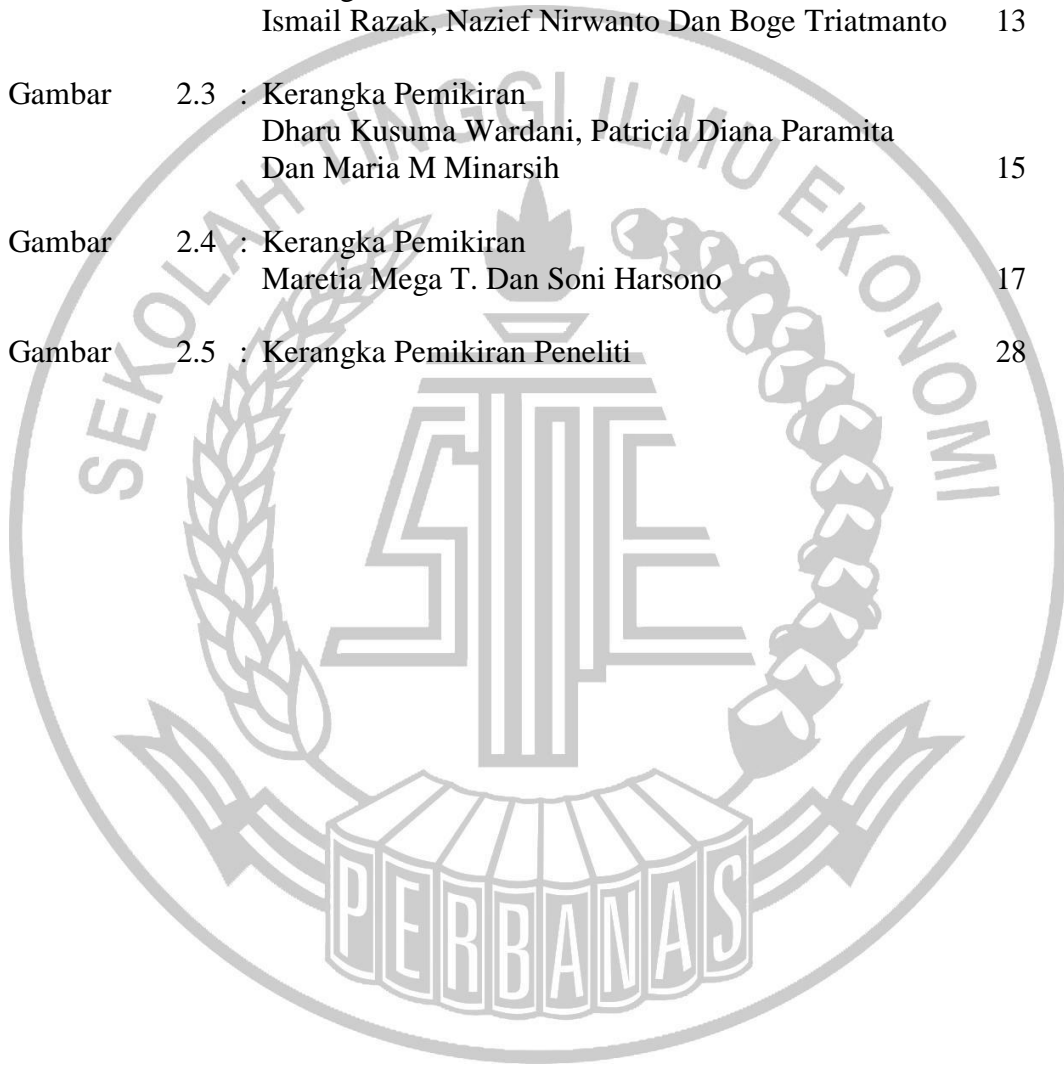 Ismail Razak, Nazief Nirwanto Dan Boge Triatmanto 13
Gambar 2.3 : Kerangka Pemikiran
Dharu Kusuma Wardani, Patricia Diana Paramita
Dan Maria M Minarsih 15
Gambar 2.4 : Kerangka Pemikiran
Maretia Mega T. Dan Soni Harsono 17
Gambar 2.5 : Kerangka Pemikiran Peneliti 28
SEKOLAH TINGGI ILMU EKONOMI
STIE
PERBANAS